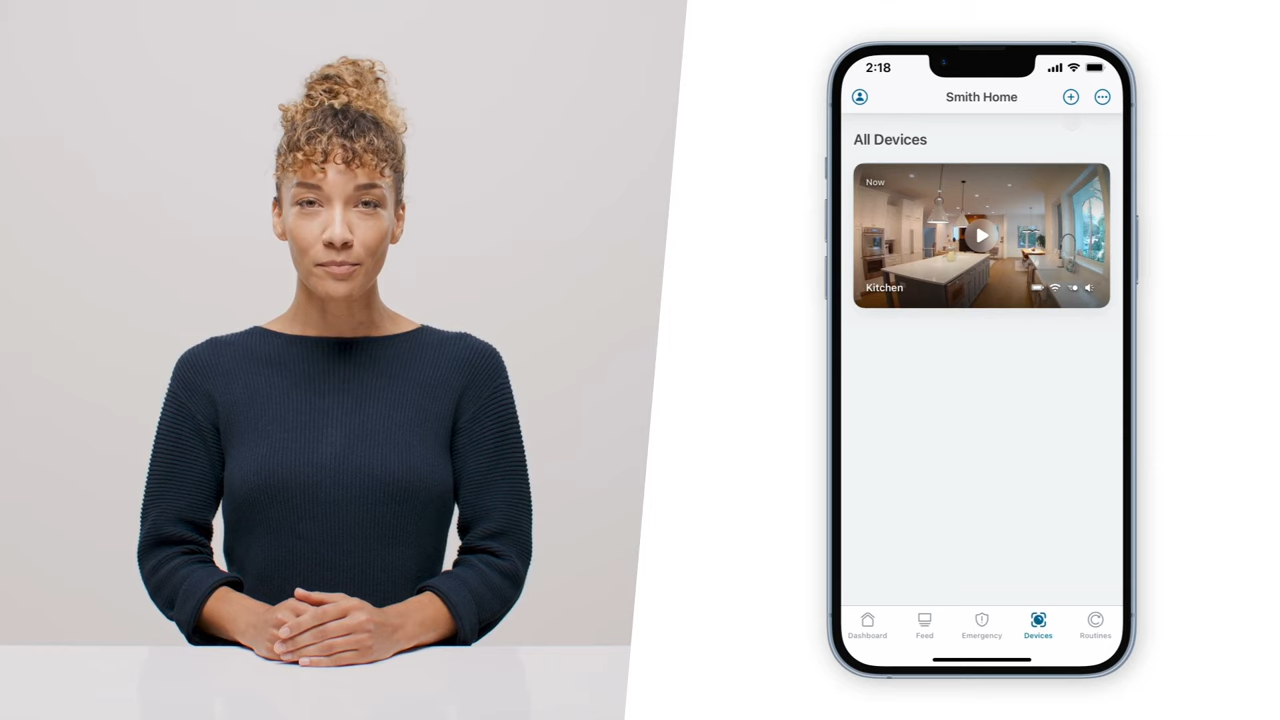 2:18
Smith Home
All Devices
Now
Kitchen
Dashboard
Feed
Emergency
Devices
Routines